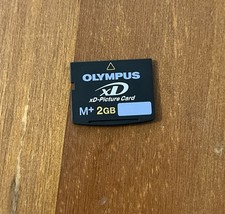 OLYMPUS
xD
xD-Picture Card
M+ 2GB